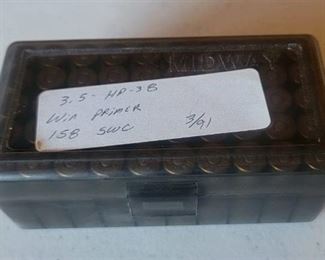 MIDWAY
3.5 - HP-38
Win Primer
158 SWC 3/91